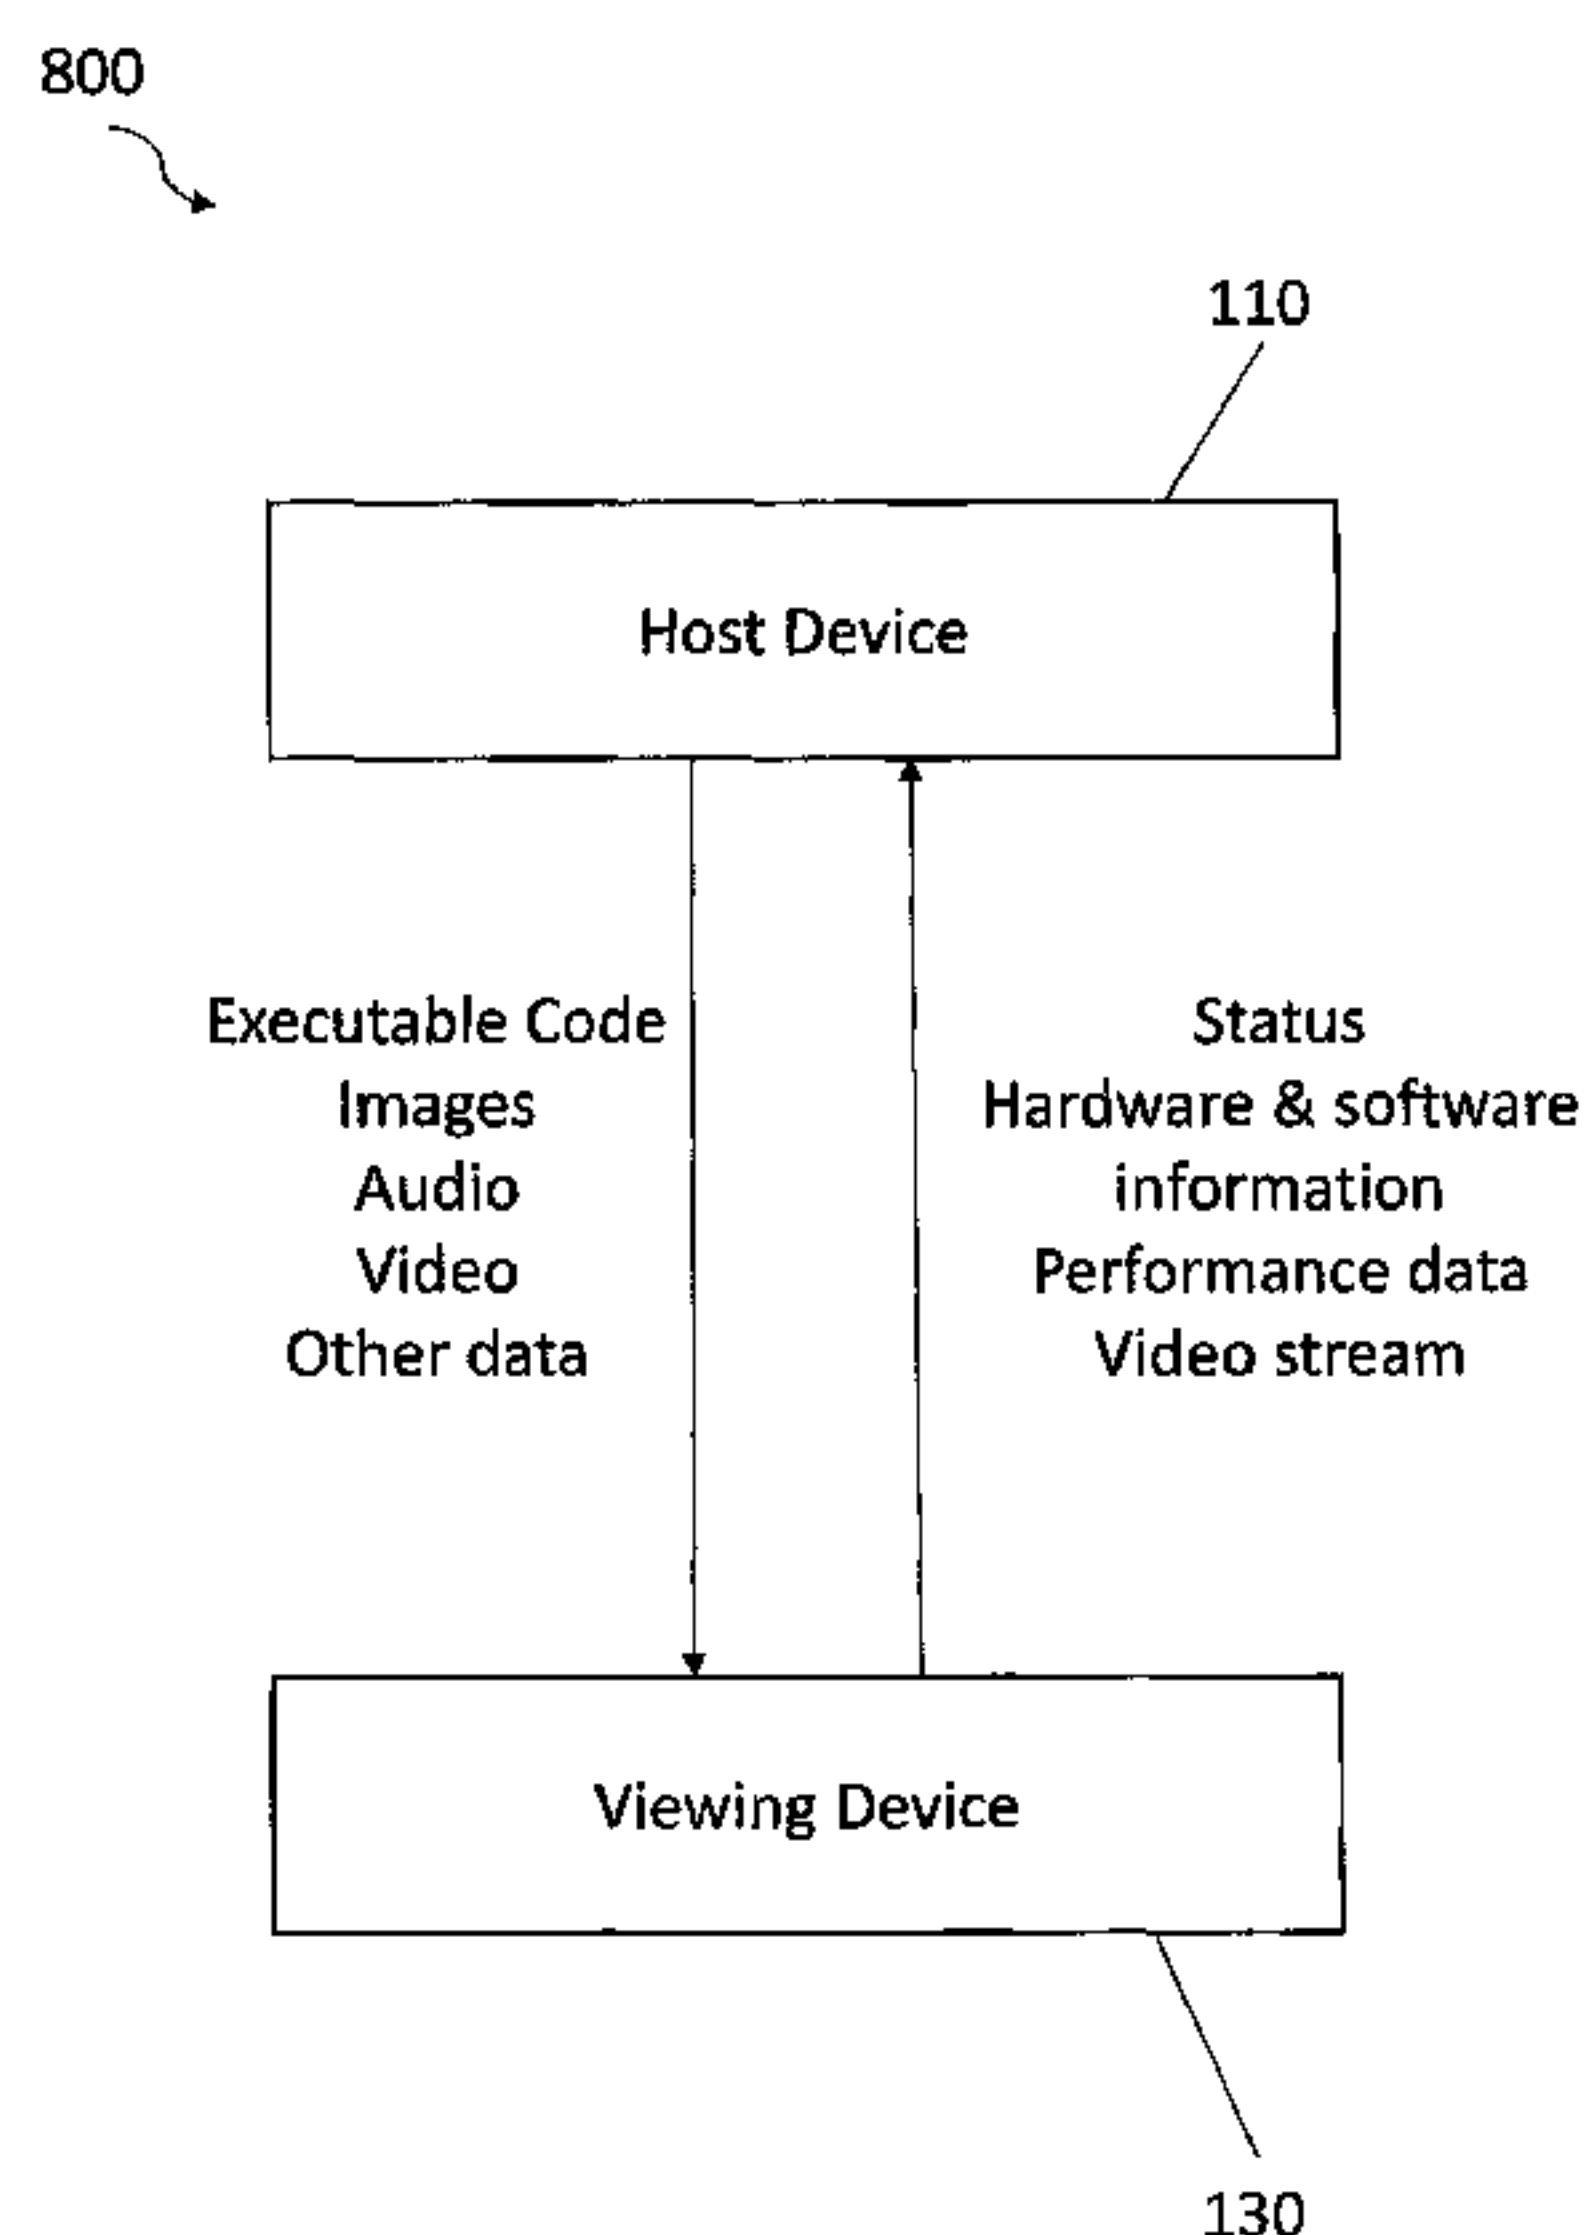 800
110
Host Device
Executable Code
Images
Audio
Video
Other data
Status
Hardware & software
information
Performance data
Video stream
Viewing Device
130